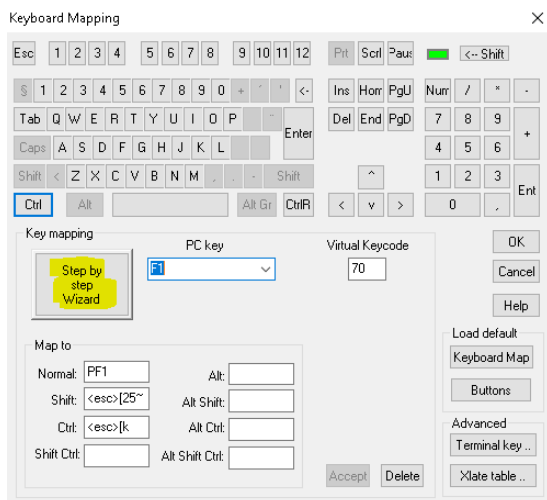 Keyboard Mapping
Esc 1 2 3 4 5 6 7 8 9 10 11 12 Prt Scrl Paus <-- Shift
§ 1 2 3 4 5 6 7 8 9 0 + ´ ' <- Ins Hom PgU Num / * -
Tab Q W E R T Y U I O P ¨ Enter Del End PgD 7 8 9 +
Caps A S D F G H J K L 4 5 6
Shift < Z X C V B N M , . - Shift ^ 1 2 3 Ent
Ctrl Alt Alt Gr CtrlR < v > 0 ,
Key mapping
PC key
Virtual Keycode
OK
Step by
step
Wizard
F1
70
Cancel
Help
Map to
Normal: PF1 Alt:
Shift: <esc>[25~ Alt Shift:
Ctrl: <esc>[k Alt Ctrl:
Shift Ctrl: Alt Shift Ctrl:
Accept Delete
Load default
Keyboard Map
Buttons
Advanced
Terminal key ..
Xlate table ..